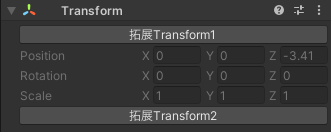 Transform
拓展Transform1
Position X 0 Y 0 Z -3.41
Rotation X 0 Y 0 Z 0
Scale X 1 Y 1 Z 1
拓展Transform2